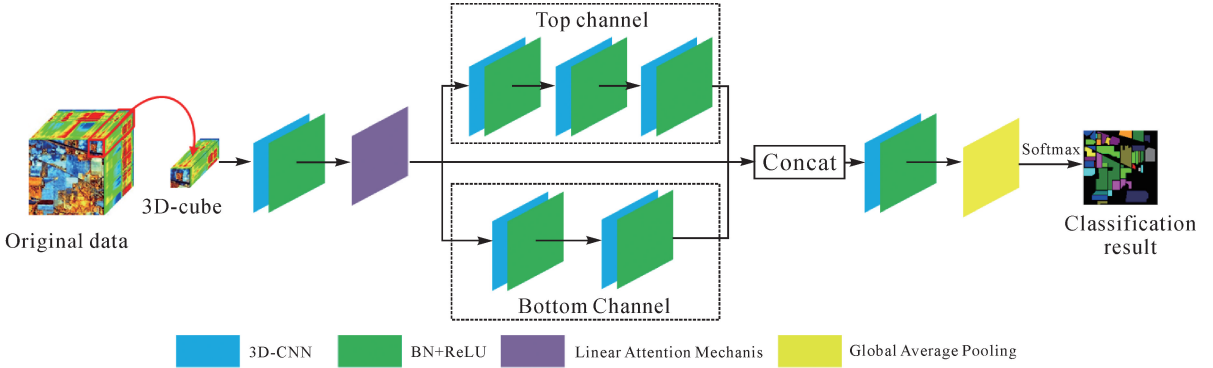 Top channel
3D-cube
Original data
Concat
Softmax
Classification
result
Bottom Channel
3D-CNN
BN+ReLU
Linear Attention Mechanis
Global Average Pooling